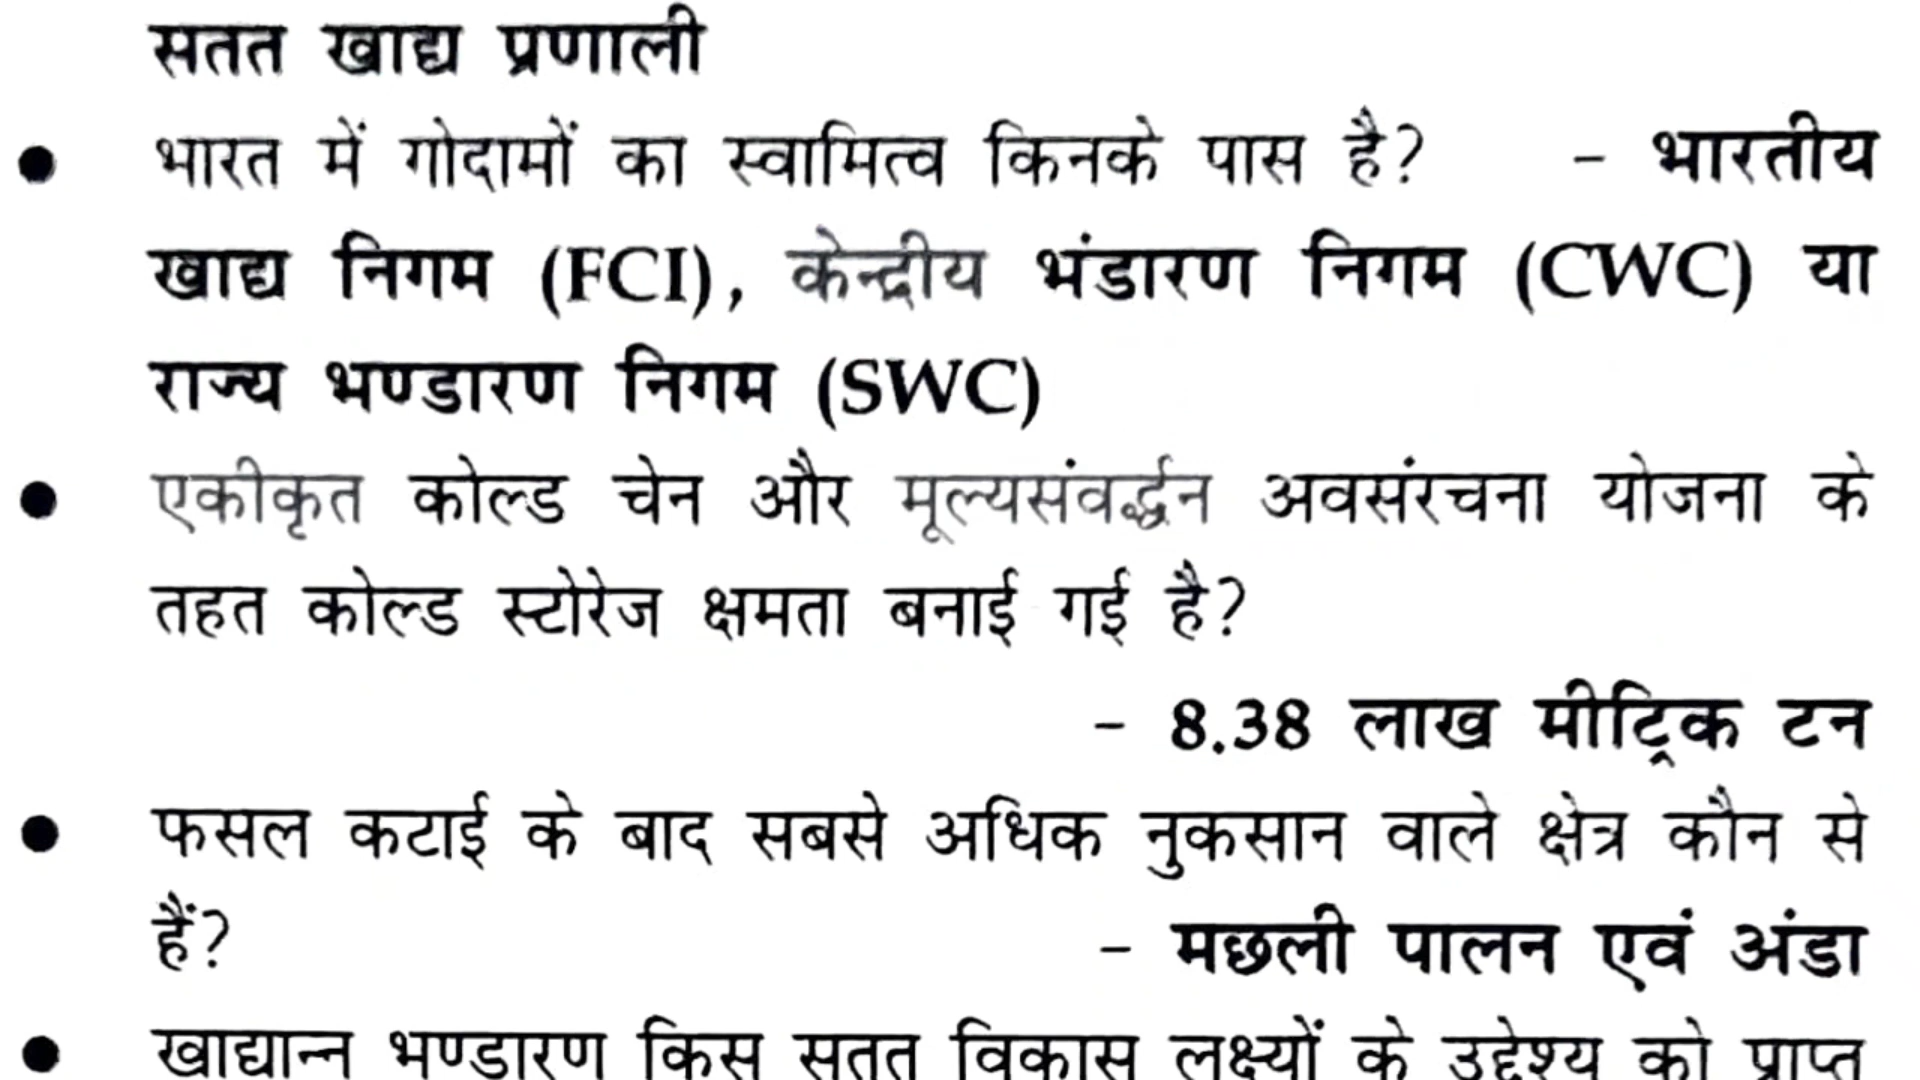 सतत खाद्य प्रणाली
● भारत में गोदामों का स्वामित्व किनके पास है? – भारतीय
खाद्य निगम (FCI), केन्द्रीय भंडारण निगम (CWC) या
राज्य भण्डारण निगम (SWC)
● एकीकृत कोल्ड चेन और मूल्यसंवर्द्धन अवसंरचना योजना के
तहत कोल्ड स्टोरेज क्षमता बनाई गई है?
– 8.38 लाख मीट्रिक टन
● फसल कटाई के बाद सबसे अधिक नुकसान वाले क्षेत्र कौन से
हैं? – मछली पालन एवं अंडा
● खाद्यान्न भण्डारण किस सतत विकास लक्ष्यों के उद्देश्य को प्राप्त